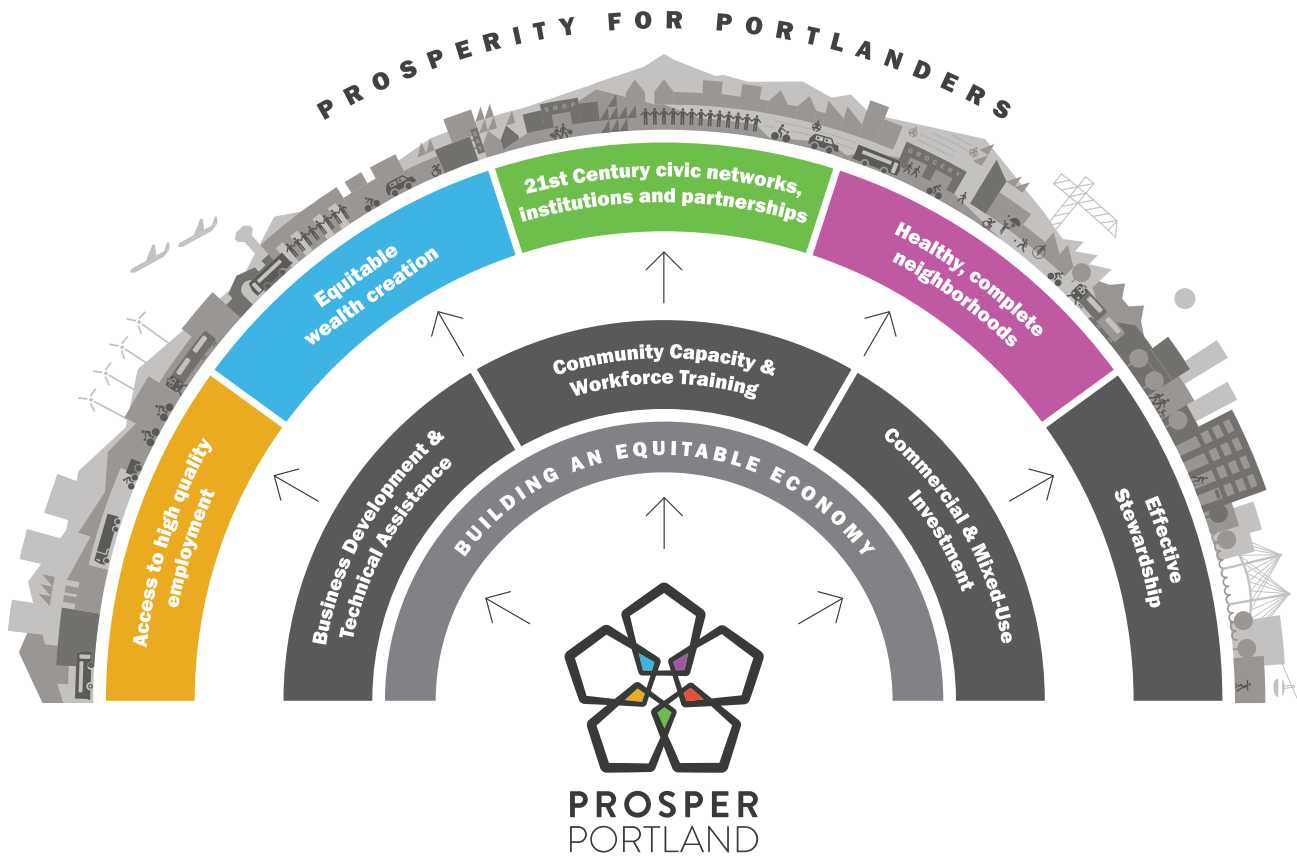 PROSPERITY FOR PORTLANDERS
SHOP
GROCERY
21st Century civic networks,
institutions and partnerships
Equitable
wealth creation
Healthy, complete
neighborhoods
Access to high quality
employment
Effective
Stewardship
Community Capacity &
Workforce Training
Business Development &
Technical Assistance
Commercial & Mixed-Use
Investment
BUILDING AN EQUITABLE ECONOMY
PROSPER
PORTLAND